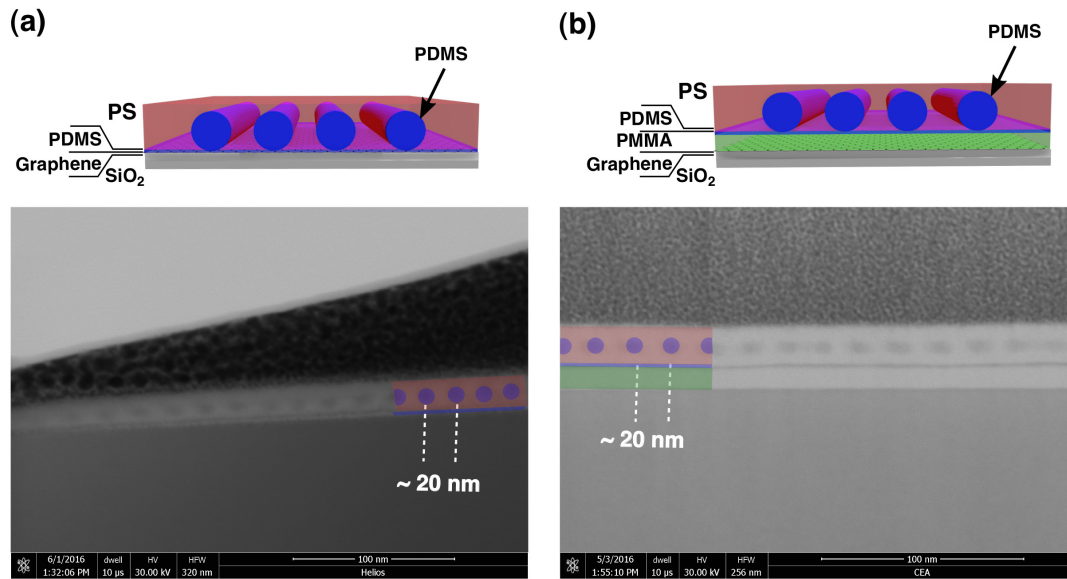 (a)
PDMS
PS
PDMS
Graphene
SiO₂
~ 20 nm
6/1/2016
1:32:06 PM
dwell
10 µs
HV
30.00 kV
HFW
320 nm
100 nm
Helios
(b)
PDMS
PS
PDMS
PMMA
Graphene
SiO₂
~ 20 nm
5/3/2016
1:55:10 PM
dwell
10 µs
HV
30.00 kV
HFW
256 nm
100 nm
CEA